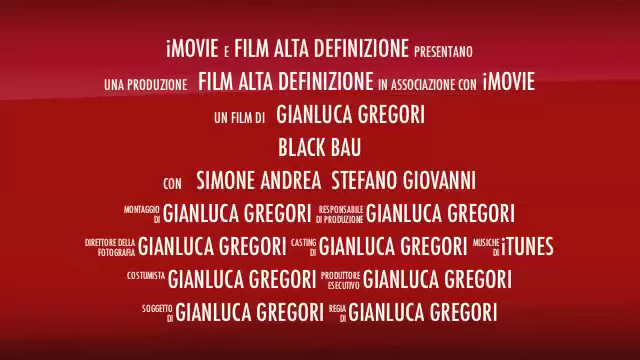 iMOVIE E FILM ALTA DEFINIZIONE PRESENTANO
UNA PRODUZIONE FILM ALTA DEFINIZIONE IN ASSOCIAZIONE CON iMOVIE
UN FILM DI GIANLUCA GREGORI
BLACK BAU
CON SIMONE ANDREA STEFANO GIOVANNI
MONTAGGIO DI GIANLUCA GREGORI RESPONSABILE DI PRODUZIONE GIANLUCA GREGORI
DIRETTORE DELLA FOTOGRAFIA GIANLUCA GREGORI CASTING DI GIANLUCA GREGORI MUSICHE DI iTUNES
COSTUMISTA GIANLUCA GREGORI PRODUTTORE ESECUTIVO GIANLUCA GREGORI
SOGGETTO DI GIANLUCA GREGORI REGIA DI GIANLUCA GREGORI